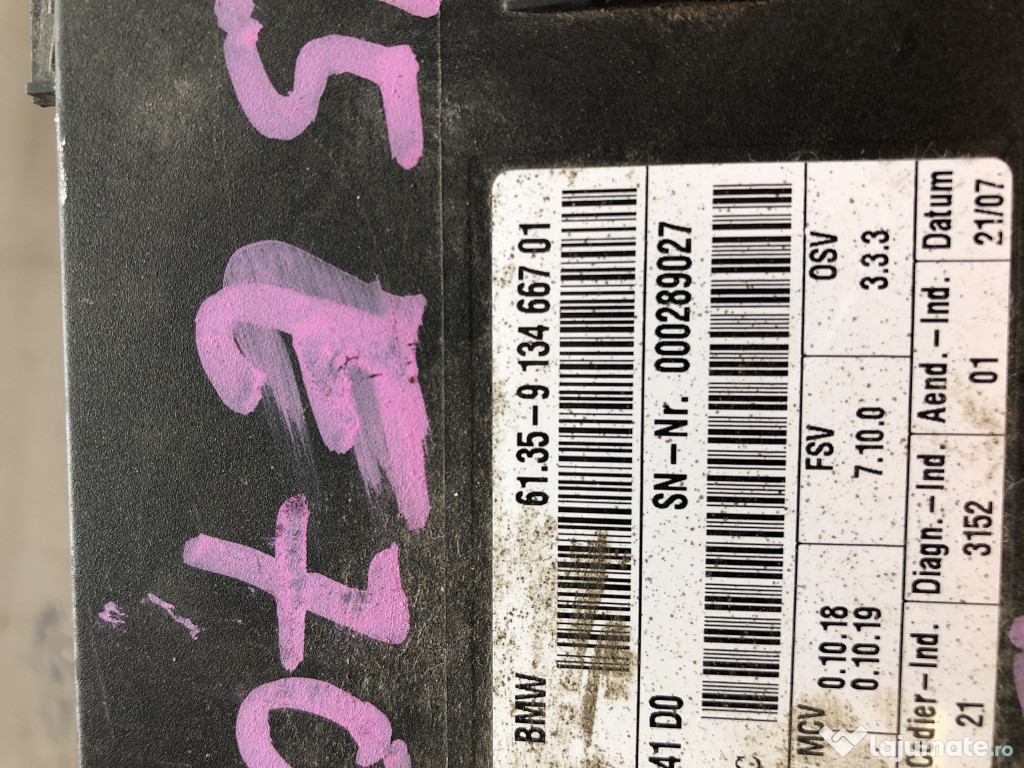 BMW 61.35-9 134 667 01
41 D0 SN-Nr. 000289027
MCV FSV OSV
0.10.18 7.10.0 3.3.3
0.10.19
Codier-Ind. Diagn.-Ind. Aend.-Ind. Datum
21 3152 01 21/07
lajumate.ro